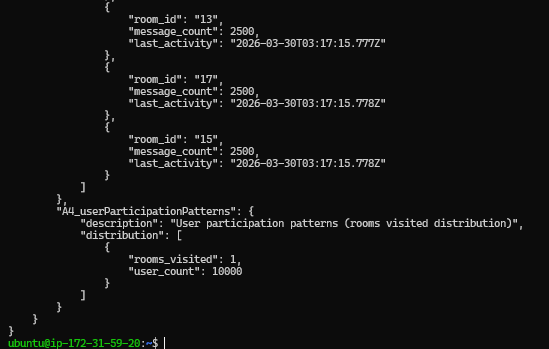 {
"room_id": "13",
"message_count": 2500,
"last_activity": "2026-03-30T03:17:15.777Z"
},
{
"room_id": "17",
"message_count": 2500,
"last_activity": "2026-03-30T03:17:15.778Z"
},
{
"room_id": "15",
"message_count": 2500,
"last_activity": "2026-03-30T03:17:15.778Z"
}
]
},
"A4_userParticipationPatterns": {
"description": "User participation patterns (rooms visited distribution)",
"distribution": [
{
"rooms_visited": 1,
"user_count": 10000
}
]
}
}
}
ubuntu@ip-172-31-59-20:~$